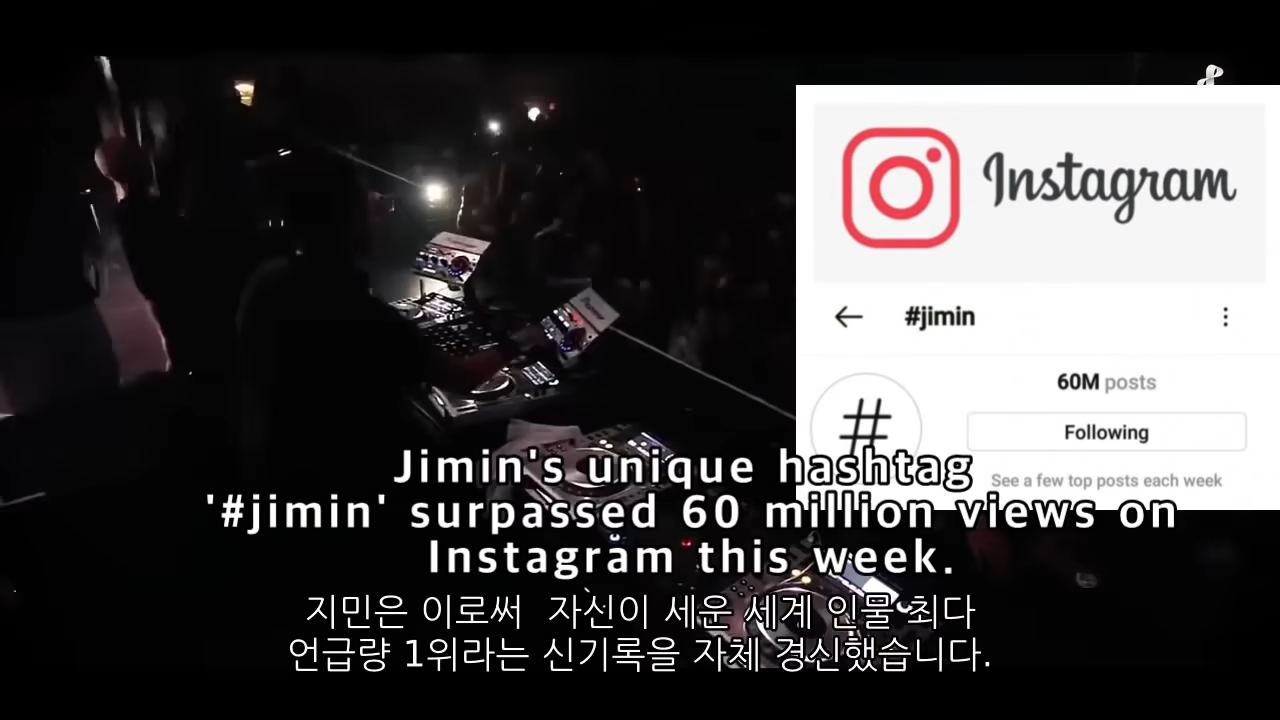 Instagram
#jimin
60M posts
Following
#
See a few top posts each week
Jimin's unique hashtag
'#jimin' surpassed 60 million views on
Instagram this week.
지민은 이로써 자신이 세운 세계 인물 최다
언급량 1위라는 신기록을 자체 경신했습니다.